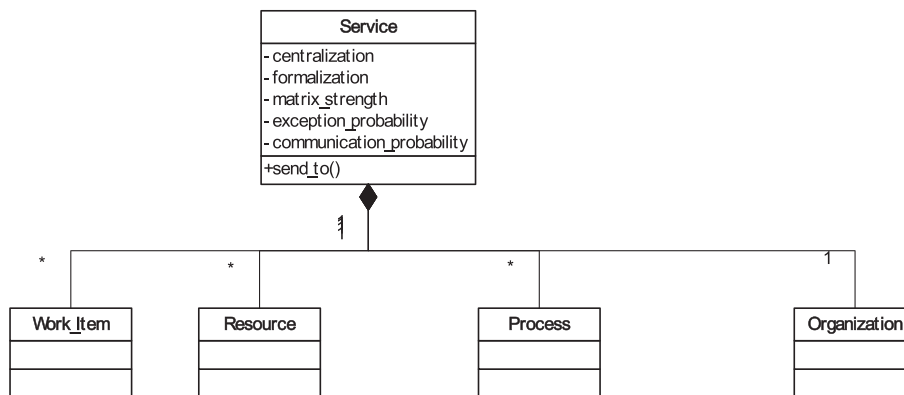 Service
- centralization
- formalization
- matrix_strength
- exception_probability
- communication_probability
+send_to()
1
* * * 1
Work_Item Resource Process Organization